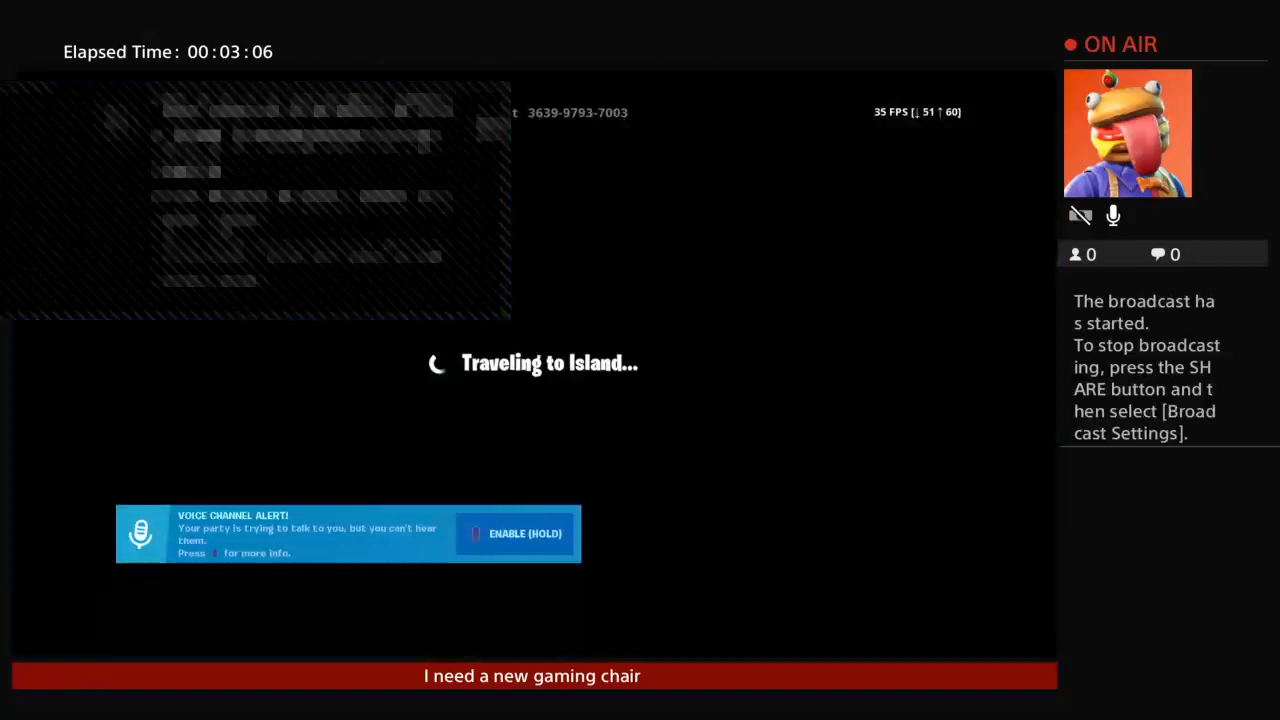 Elapsed Time: 00:03:06
ON AIR
t 3639-9793-7003
35 FPS [↓ 51 ↑ 60]
0 0
The broadcast ha
s started.
To stop broadcast
ing, press the SH
ARE button and t
hen select [Broad
cast Settings].
Traveling to Island...
VOICE CHANNEL ALERT!
Your party is trying to talk to you, but you can't hear
them.
Press for more info.
ENABLE (HOLD)
I need a new gaming chair